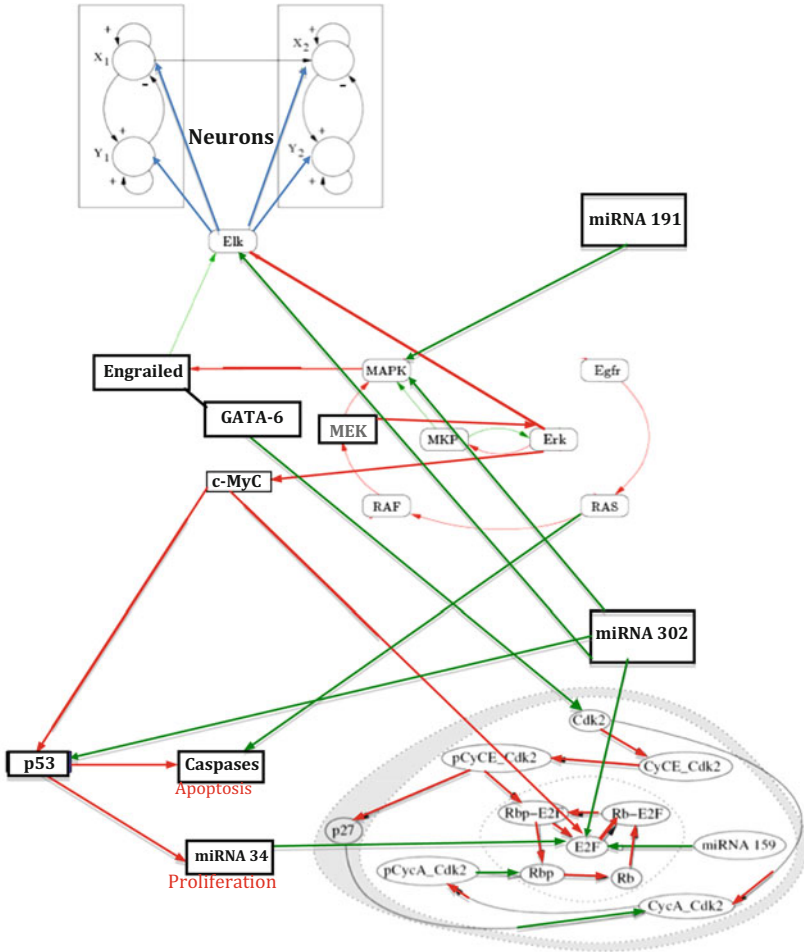 + +
X1 X2
- -
Neurons
+ +
Y1 Y2
+ +
miRNA 191
Elk
Engrailed
MAPK
Egfr
GATA-6
MEK
MKP
Erk
c-MyC
RAF
RAS
miRNA 302
Cdk2
p53
Caspases
Apoptosis
pCyCE_Cdk2
CyCE_Cdk2
Rbp-E2F
Rb-E2F
p27
E2F
miRNA 159
miRNA 34
Proliferation
pCycA_Cdk2
Rbp
Rb
CycA_Cdk2